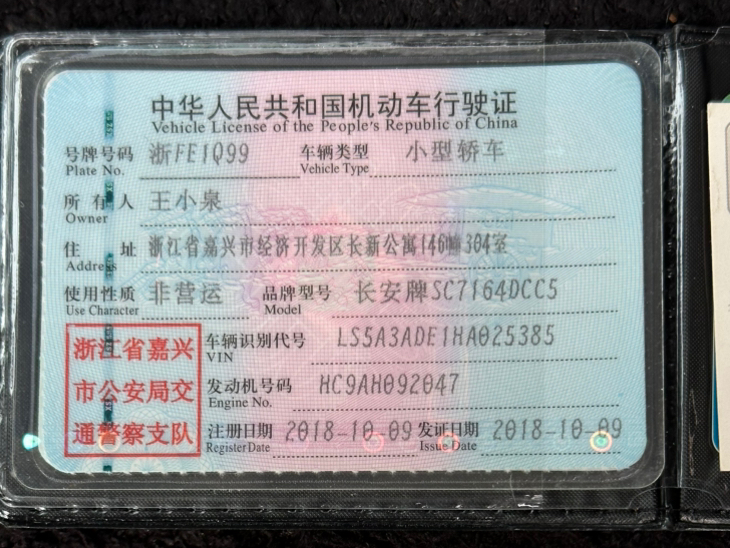 中华人民共和国机动车行驶证
Vehicle License of the People's Republic of China
号牌号码 浙FE1Q99 车辆类型 小型轿车
Plate No. Vehicle Type
所有人 王小泉
Owner
住址 浙江省嘉兴市经济开发区长新公寓146幢304室
Address
使用性质 非营运 品牌型号 长安牌SC7164DCC5
Use Character Model
浙江省嘉兴
市公安局交
通警察支队
车辆识别代号 LS5A3ADE1HA025385
VIN
发动机号码 HC9AH092047
Engine No.
注册日期 2018-10-09 发证日期 2018-10-09
Register Date Issue Date